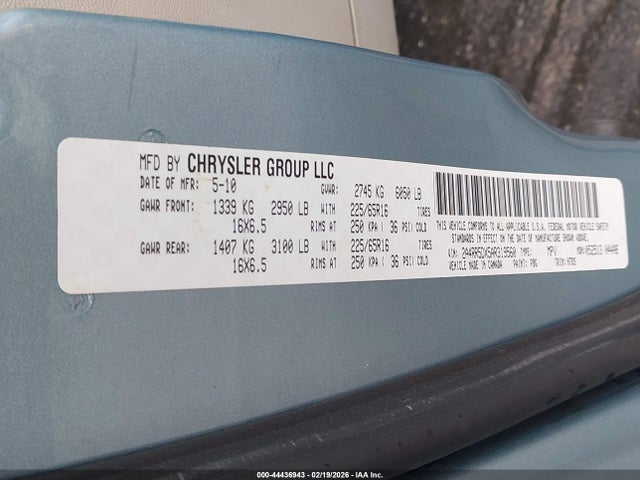 MFD BY CHRYSLER GROUP LLC
DATE OF MFR: 5-10 GVWR: 2745 KG 6050 LB
GAWR FRONT: 1339 KG 2950 LB WITH 225/65R16 TIRES
16X6.5 RIMS AT 250 KPA ( 36 PSI) COLD
GAWR REAR: 1407 KG 3100 LB WITH 225/65R16 TIRES
16X6.5 RIMS AT 250 KPA ( 36 PSI) COLD
THIS VEHICLE CONFORMS TO ALL APPLICABLE U.S.A. FEDERAL MOTOR VEHICLE SAFETY
STANDARDS IN EFFECT ON THE DATE OF MANUFACTURE SHOWN ABOVE.
VIN: TYPE: MPV
VEHICLE MADE IN CANADA PAINT: TRIM:
000-44436943 • 02/19/2026 • IAA Inc.